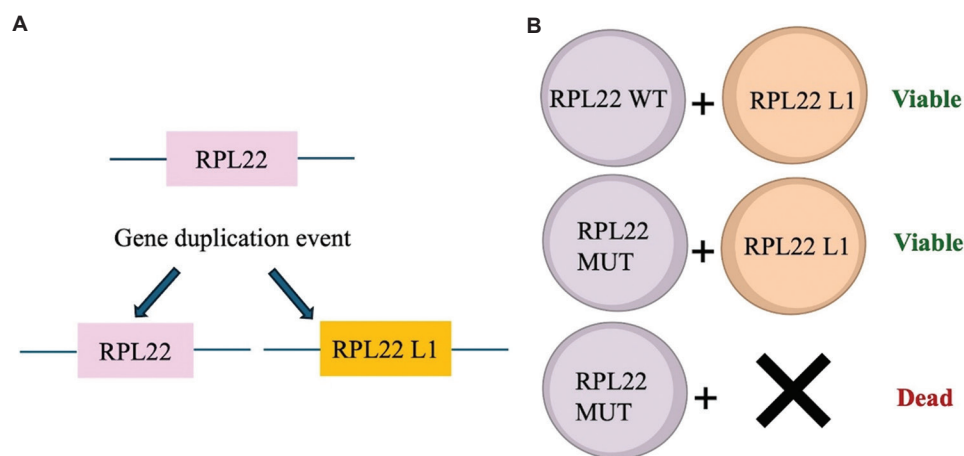 A
RPL22
Gene duplication event
RPL22
RPL22 L1
B
RPL22 WT
+
RPL22 L1
Viable
RPL22
MUT
+
RPL22 L1
Viable
RPL22
MUT
+
Dead